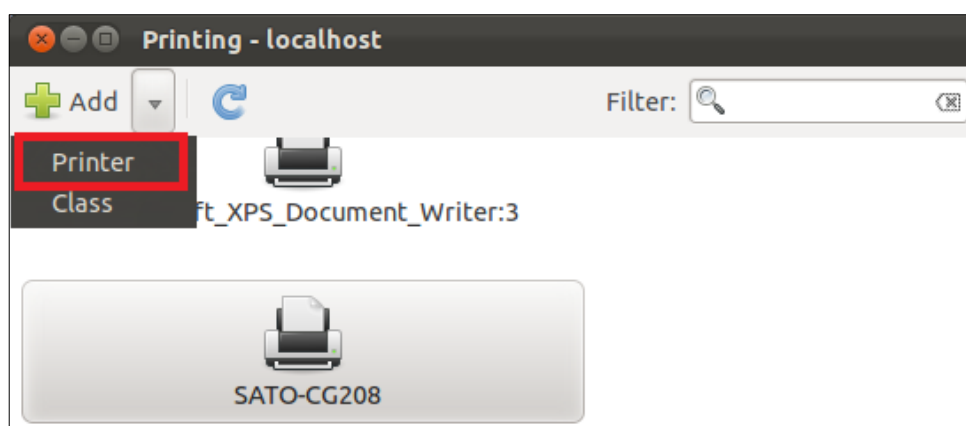 Printing - localhost
Add
Filter:
Printer
Class
ft_XPS_Document_Writer:3
SATO-CG208